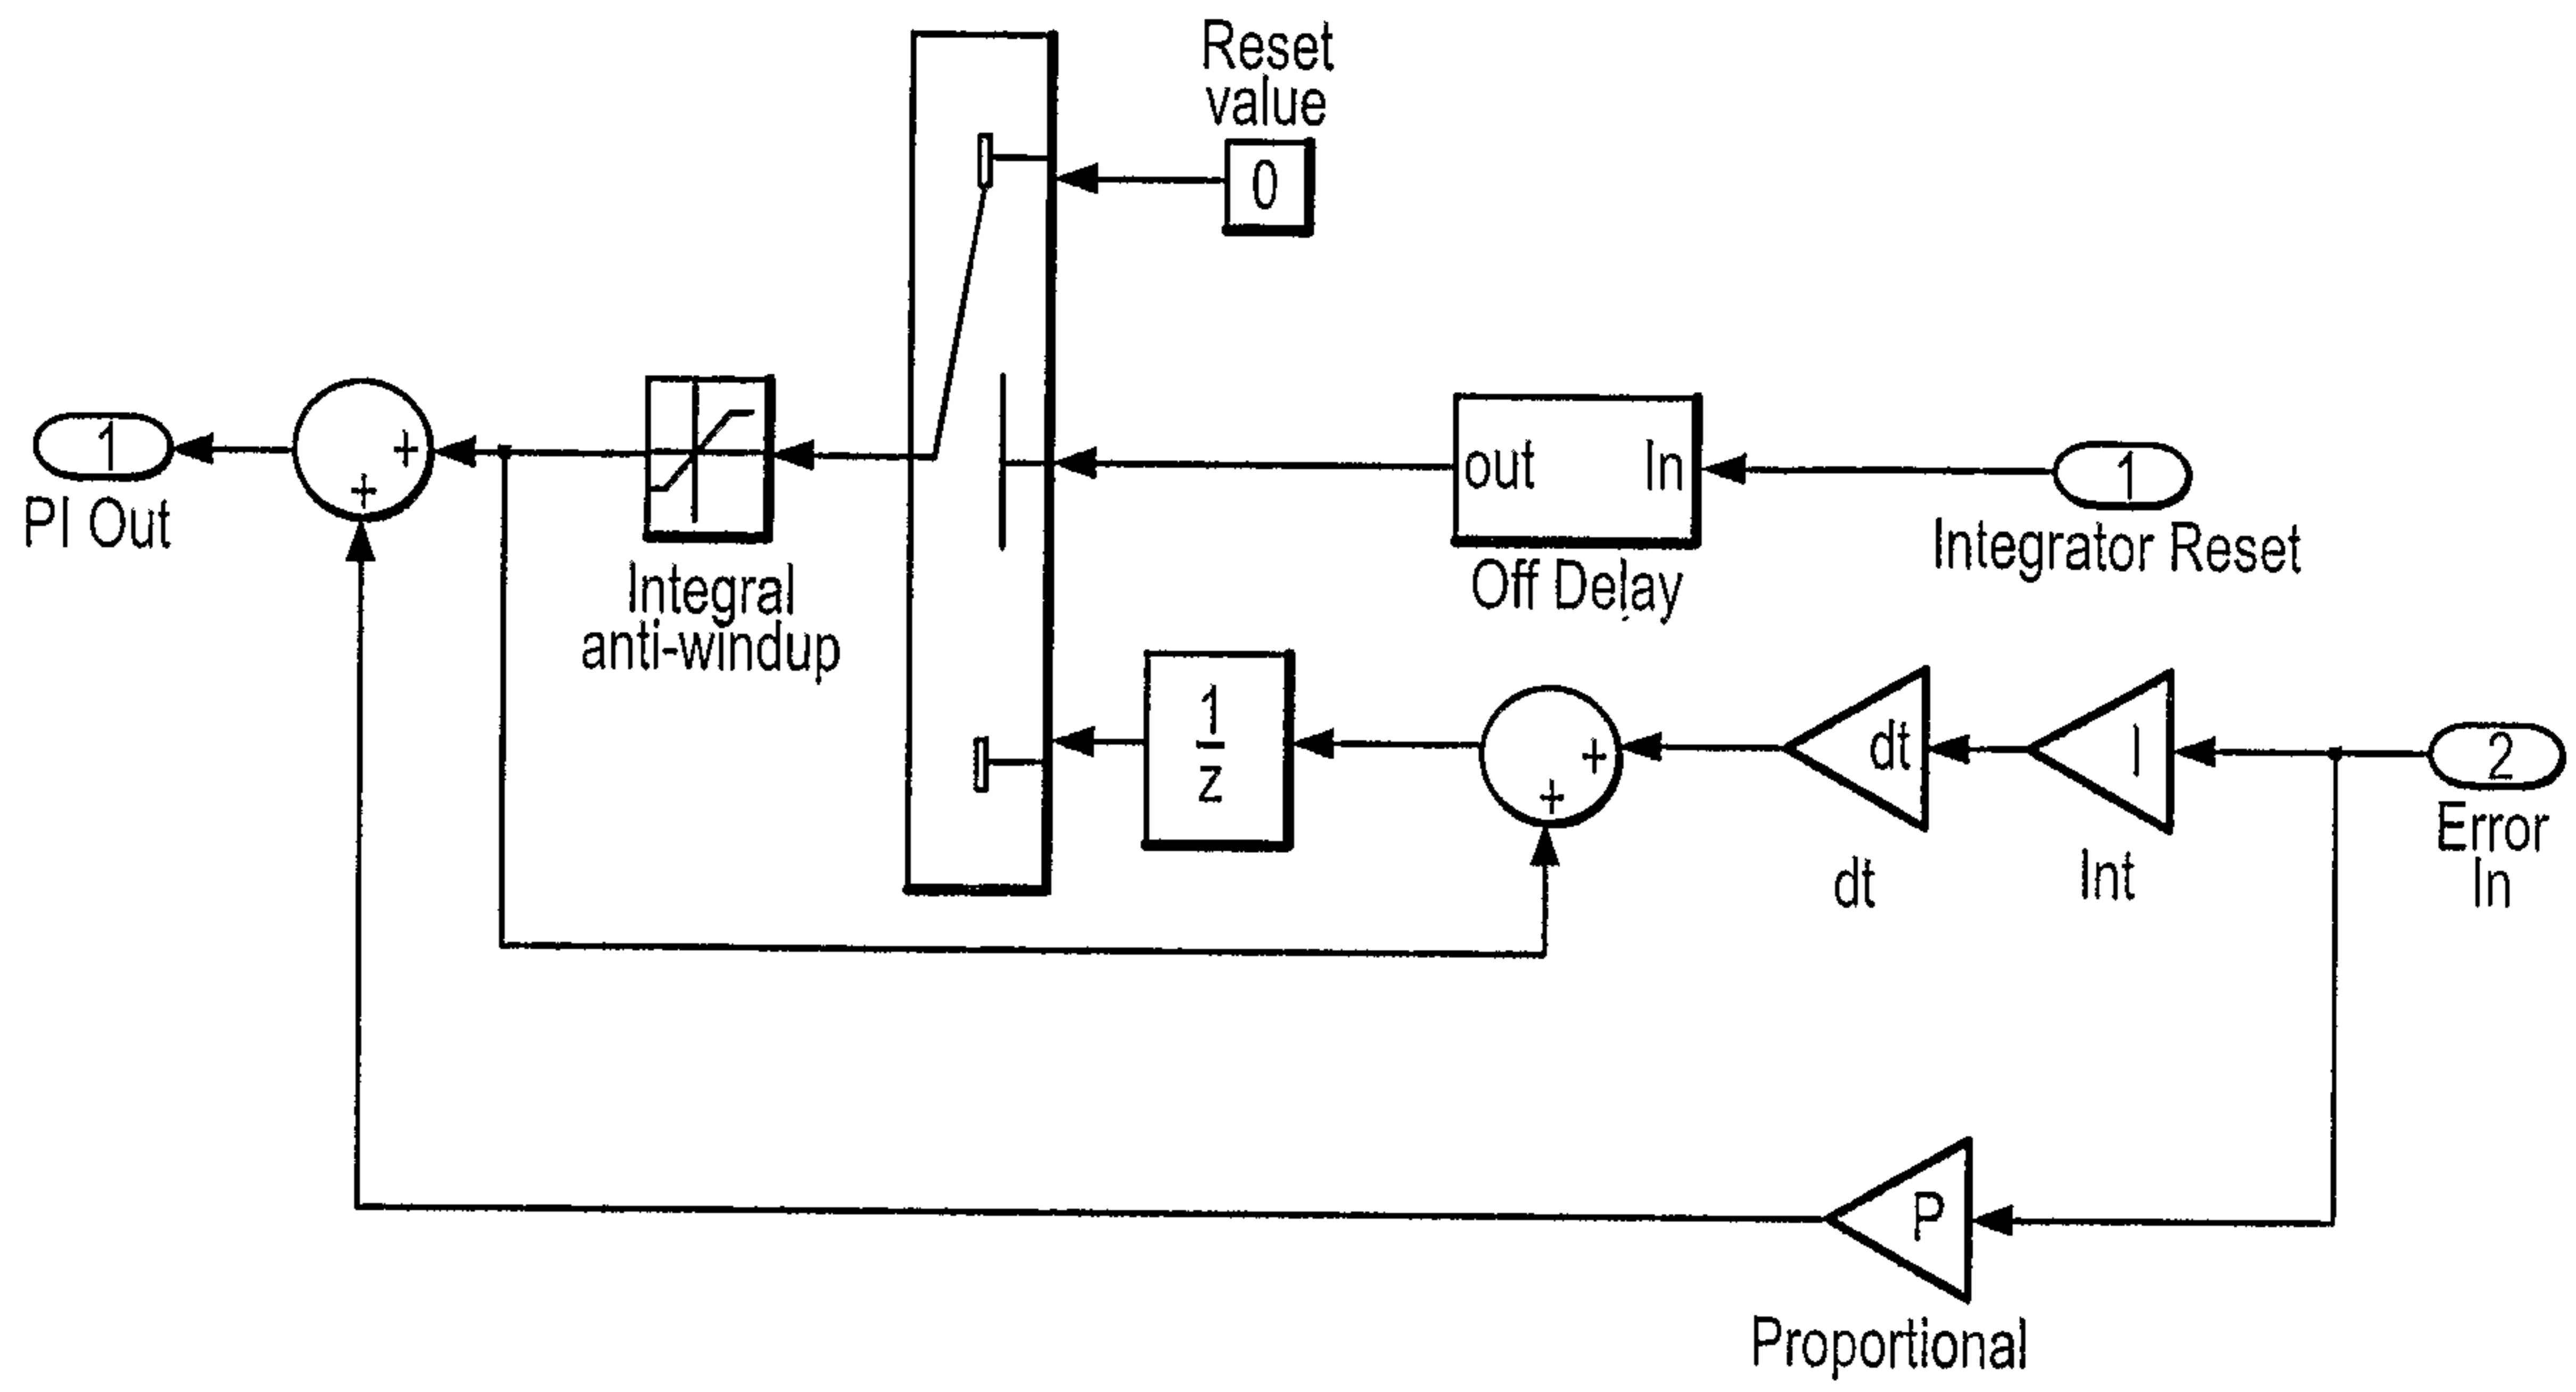 Reset
value
0
1
PI Out
+
+
Integral
anti-windup
out
In
Off Delay
1
Integrator Reset
1
z
+
+
dt
dt
I
Int
2
Error
In
P
Proportional